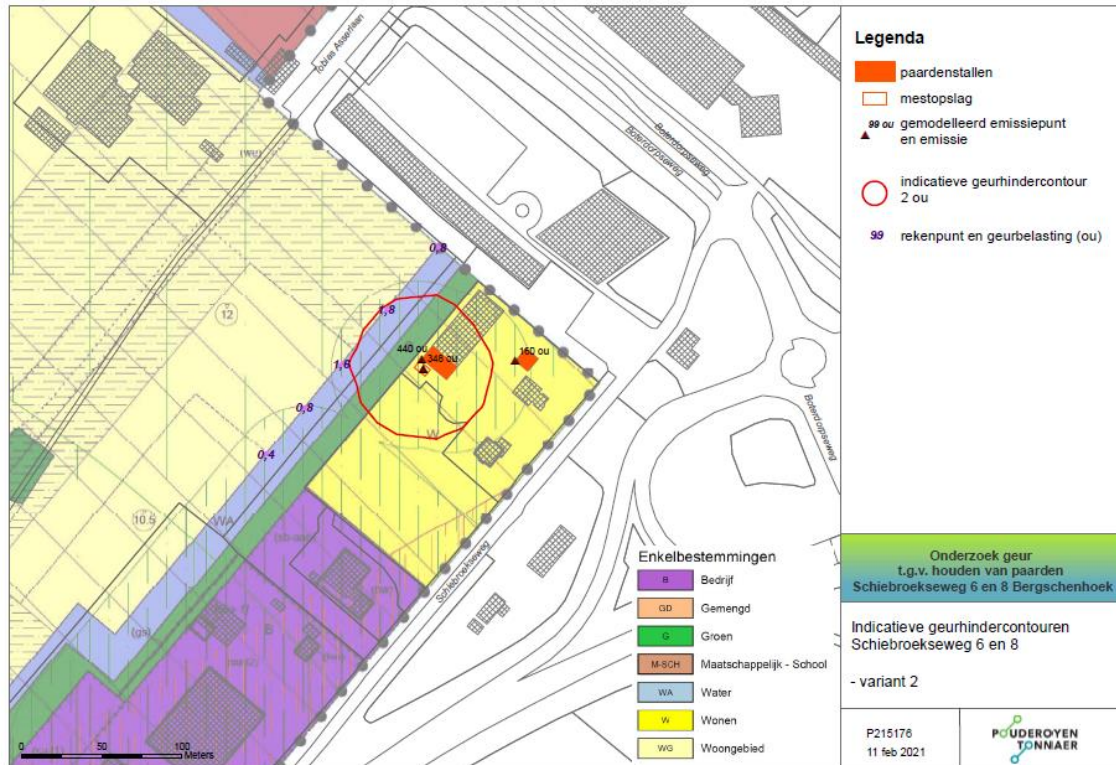 Tobias Asserlaan
Boterdorpseweg
Boterdorpseweg
Boterdorpseweg
(wg)
0,8
1,8
12
440 ou
348 ou
160 ou
1,6
0,8
W
0,4
10.5
WA
Schiebroekseweg
(gs)
B
0 50 100
Meters
Enkelbestemmingen
B Bedrijf
GD Gemengd
G Groen
M-SCH Maatschappelijk - School
WA Water
W Wonen
WG Woongebied
Legenda
paardenstallen
mestopslag
99 ou gemodelleerd emissiepunt
en emissie
indicatieve geurhindercontour
2 ou
99 rekenpunt en geurbelasting (ou)
Onderzoek geur
t.g.v. houden van paarden
Schiebroekseweg 6 en 8 Bergschenhoek
Indicatieve geurhindercontouren
Schiebroekseweg 6 en 8
- variant 2
P215176
11 feb 2021
POUDEROYEN
TONNAER